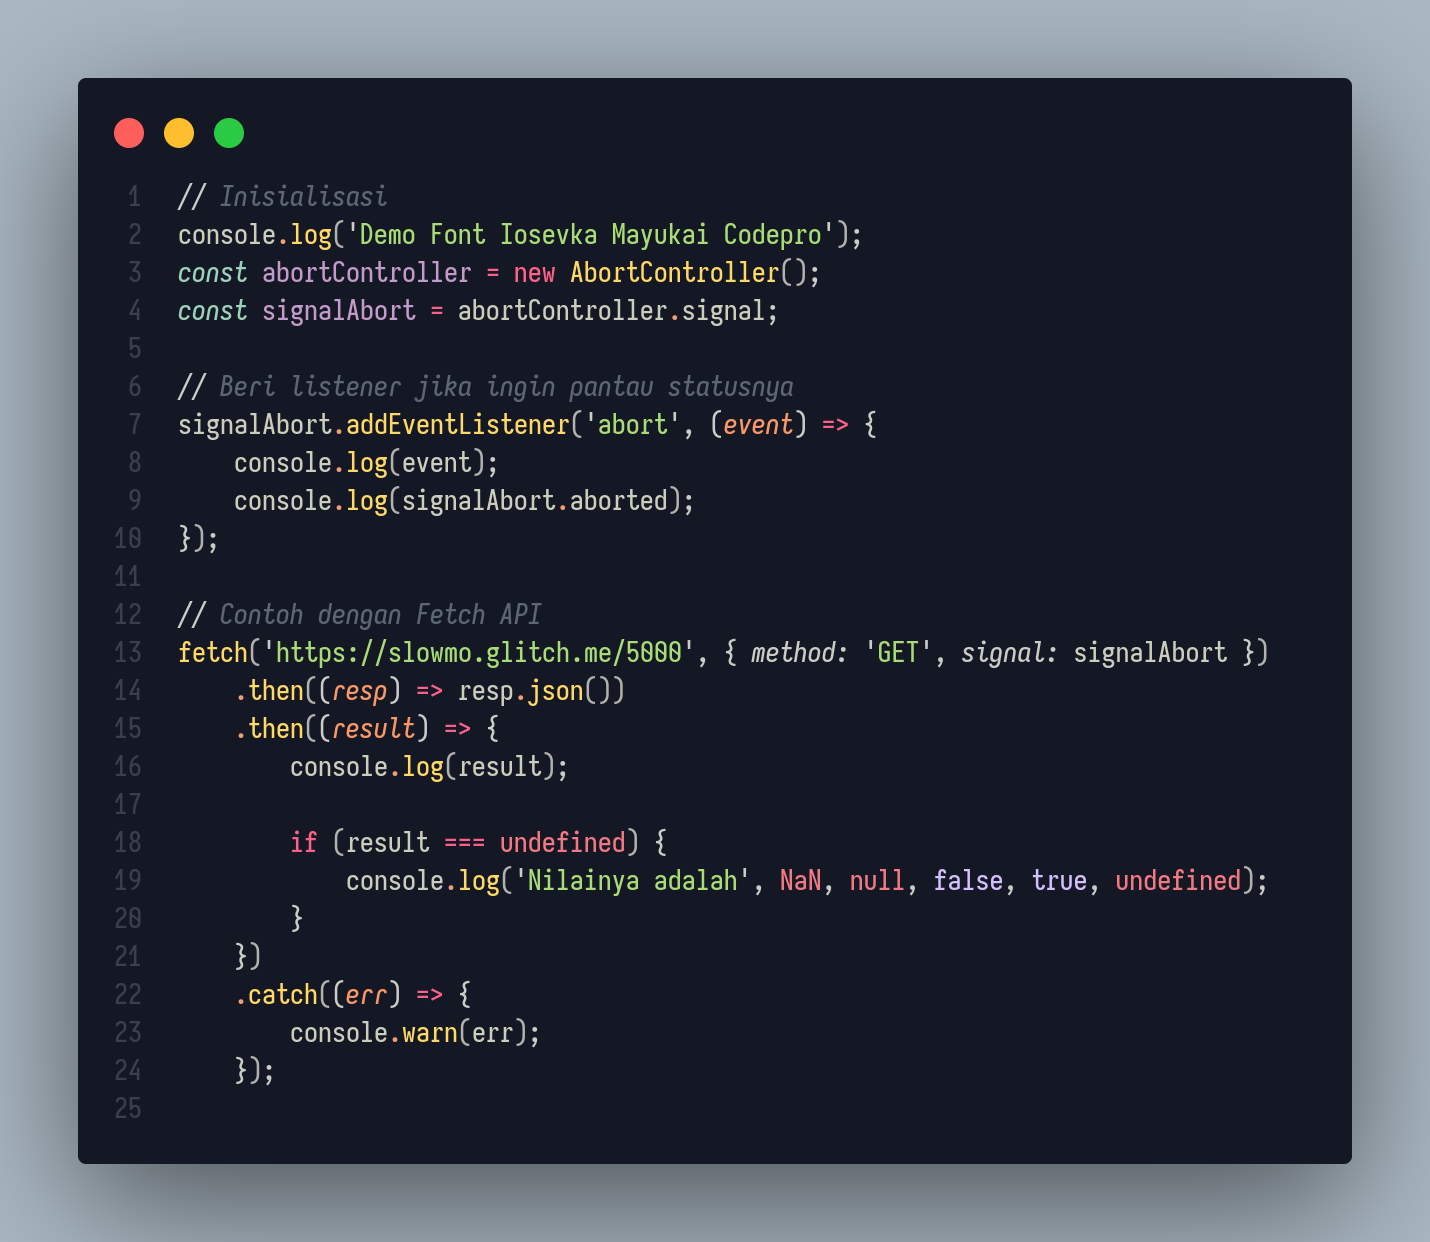 1 // Inisialisasi
2 console.log('Demo Font Iosevka Mayukai Codepro');
3 const abortController = new AbortController();
4 const signalAbort = abortController.signal;
5
6 // Beri listener jika ingin pantau statusnya
7 signalAbort.addEventListener('abort', (event) => {
8     console.log(event);
9     console.log(signalAbort.aborted);
10 });
11
12 // Contoh dengan Fetch API
13 fetch('https://slowmo.glitch.me/5000', { method: 'GET', signal: signalAbort })
14     .then((resp) => resp.json())
15     .then((result) => {
16         console.log(result);
17
18         if (result === undefined) {
19             console.log('Nilainya adalah', NaN, null, false, true, undefined);
20         }
21     })
22     .catch((err) => {
23         console.warn(err);
24     });
25